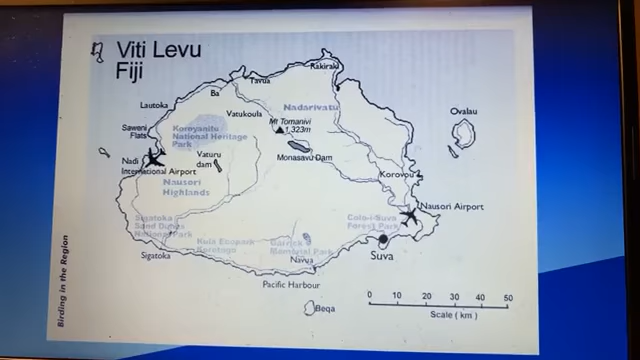 Viti Levu
Fiji
Rakiraki
Tavua
Ba
Nadarivatu
Lautoka
Vatukoula
Ovalau
Mt Tomanivi
1,323m
Saweni
Flats
Koroyanitu
National Heritage
Park
Monasavu Dam
Vaturu
dam
Nadi
International Airport
Korovou
Nausori
Highlands
Nausori Airport
Sigatoka
Sand Dunes
National Park
Colo-i-Suva
Forest Park
Kula Ecopark
Garrick
Memorial Park
Sigatoka
Navua
Suva
Pacific Harbour
Beqa
0 10 20 30 40 50
Scale ( km )
Birding in the Region